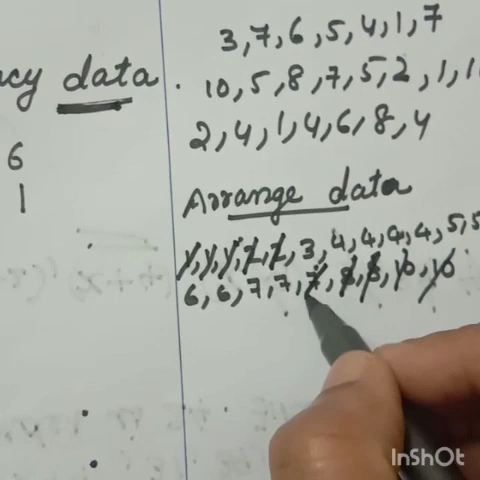 3, 7, 6, 5, 4, 1, 7
ncy data. 10, 5, 8, 7, 5, 2, 1, 1
2, 4, 1, 4, 6, 8, 4
6
1
Arrange data
1, 1, 1, 2, 2, 3, 4, 4, 4, 4, 5, 5
6, 6, 7, 7, 7, 8, 8, 10, 10
InShOt